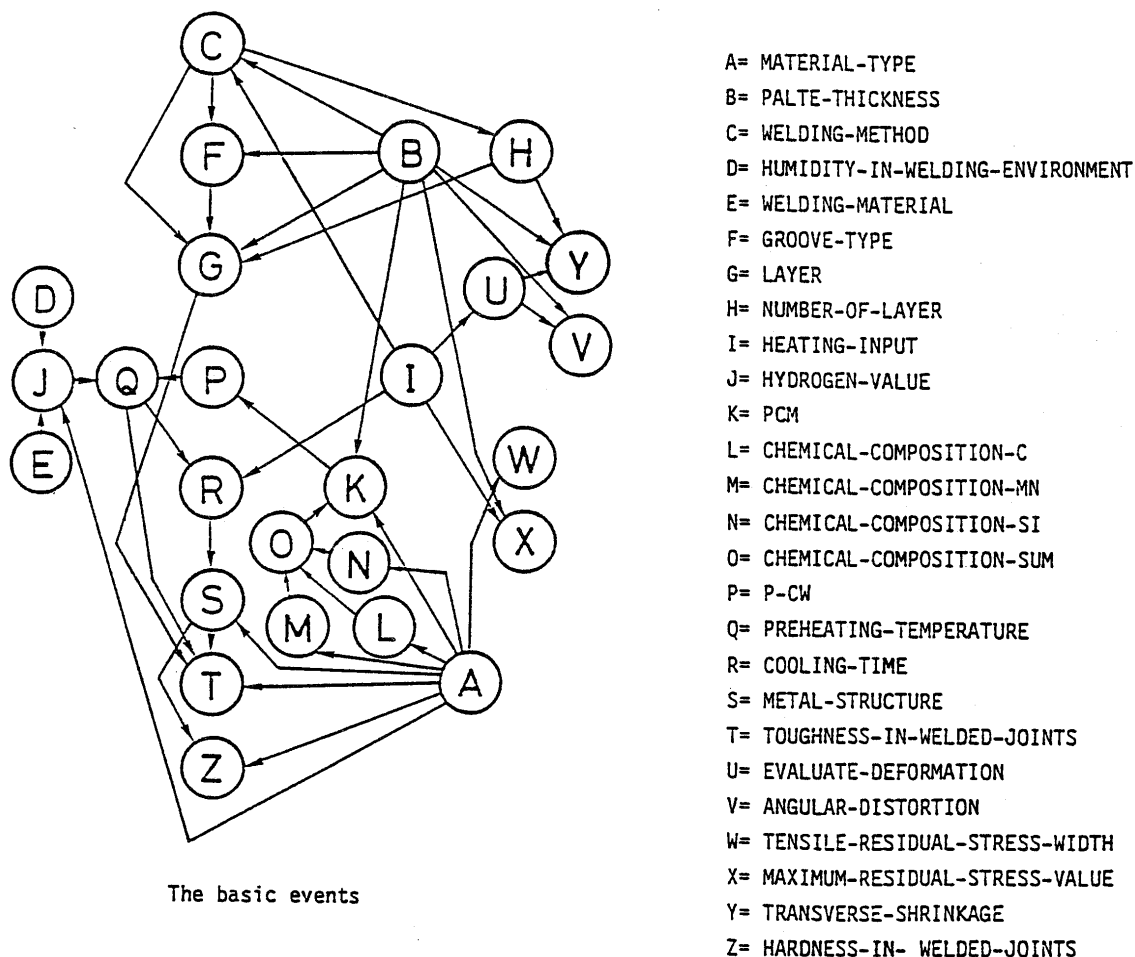 C
F
B
H
G
Y
U
D
V
J
Q
P
I
E
W
R
K
O
N
X
S
M
L
T
A
Z
The basic events
A= MATERIAL-TYPE
B= PALTE-THICKNESS
C= WELDING-METHOD
D= HUMIDITY-IN-WELDING-ENVIRONMENT
E= WELDING-MATERIAL
F= GROOVE-TYPE
G= LAYER
H= NUMBER-OF-LAYER
I= HEATING-INPUT
J= HYDROGEN-VALUE
K= PCM
L= CHEMICAL-COMPOSITION-C
M= CHEMICAL-COMPOSITION-MN
N= CHEMICAL-COMPOSITION-SI
O= CHEMICAL-COMPOSITION-SUM
P= P-CW
Q= PREHEATING-TEMPERATURE
R= COOLING-TIME
S= METAL-STRUCTURE
T= TOUGHNESS-IN-WELDED-JOINTS
U= EVALUATE-DEFORMATION
V= ANGULAR-DISTORTION
W= TENSILE-RESIDUAL-STRESS-WIDTH
X= MAXIMUM-RESIDUAL-STRESS-VALUE
Y= TRANSVERSE-SHRINKAGE
Z= HARDNESS-IN- WELDED-JOINTS